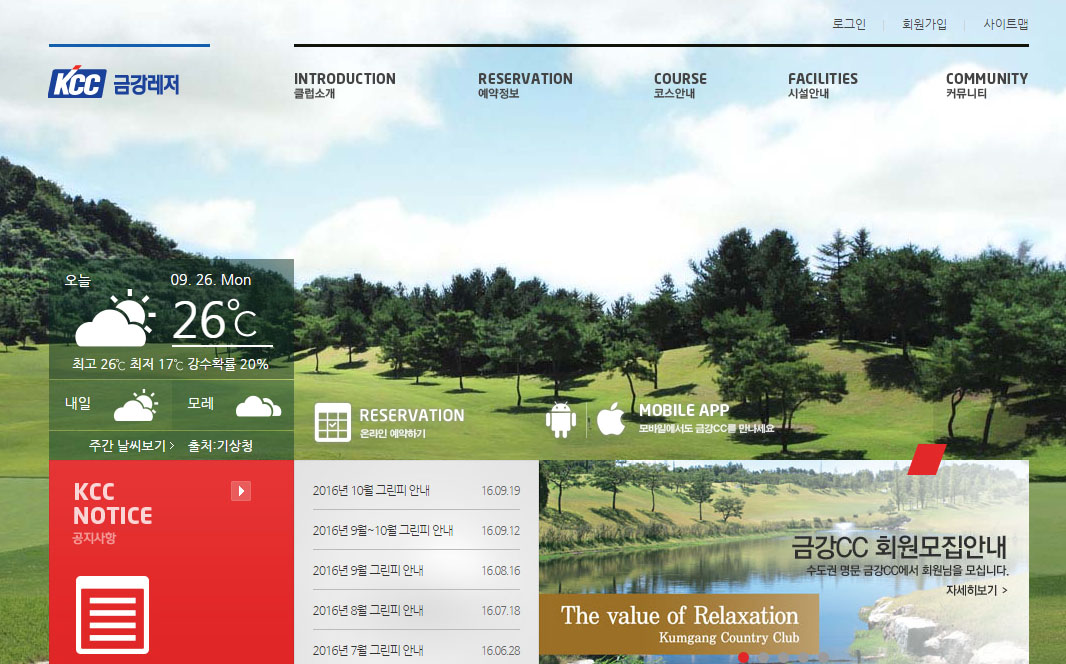 로그인 회원가입 사이트맵
KCC 금강레저
INTRODUCTION RESERVATION COURSE FACILITIES COMMUNITY
클럽소개 예약정보 코스안내 시설안내 커뮤니티
오늘 09. 26. Mon
26℃
최고 26℃ 최저 17℃ 강수확률 20%
내일 모레
주간 날씨보기 > 출처:기상청
RESERVATION
온라인 예약하기
MOBILE APP
모바일에서도 금강CC를 만나세요
KCC
NOTICE
공지사항
2016년 10월 그린피 안내 16.09.19
2016년 9월~10월 그린피 안내 16.09.12
2016년 9월 그린피 안내 16.08.16
2016년 8월 그린피 안내 16.07.18
2016년 7월 그린피 안내 16.06.28
금강CC 회원모집안내
수도권 명문 금강CC에서 회원님을 모십니다.
자세히보기 >
The value of Relaxation
Kumgang Country Club